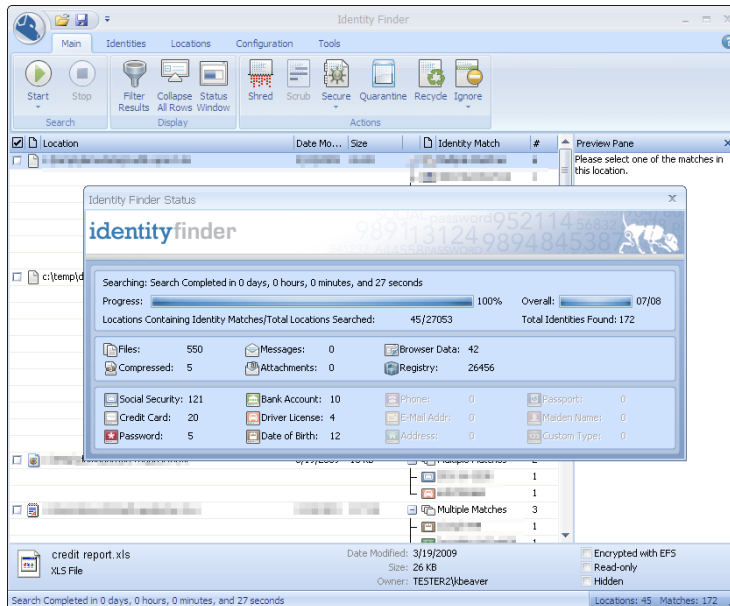 Identity Finder
Main Identities Locations Configuration Tools
Start Stop Filter Results Collapse All Rows Status Window Shred Scrub Secure Quarantine Recycle Ignore
Search Display Actions
Location Date Mo... Size Identity Match # Preview Pane
Please select one of the matches in
this location.
Identity Finder Status
identityfinder
Searching: Search Completed in 0 days, 0 hours, 0 minutes, and 27 seconds
Progress: 100% Overall: 07/08
Locations Containing Identity Matches/Total Locations Searched: 45/27053 Total Identities Found: 172
Files: 550 Messages: 0 Browser Data: 42
Compressed: 5 Attachments: 0 Registry: 26456
Social Security: 121 Bank Account: 10 Phone: 0 Passport: 0
Credit Card: 20 Driver License: 4 E-Mail Addr: 0 Maiden Name: 0
Password: 5 Date of Birth: 12 Address: 0 Custom Type: 0
c:\temp\d
Multiple Matches 2
1
1
Multiple Matches 3
1
1
credit report.xls Date Modified: 3/19/2009 Encrypted with EFS
XLS File Size: 26 KB Read-only
Owner: TESTER2\kbeaver Hidden
Search Completed in 0 days, 0 hours, 0 minutes, and 27 seconds Locations: 45 Matches: 172